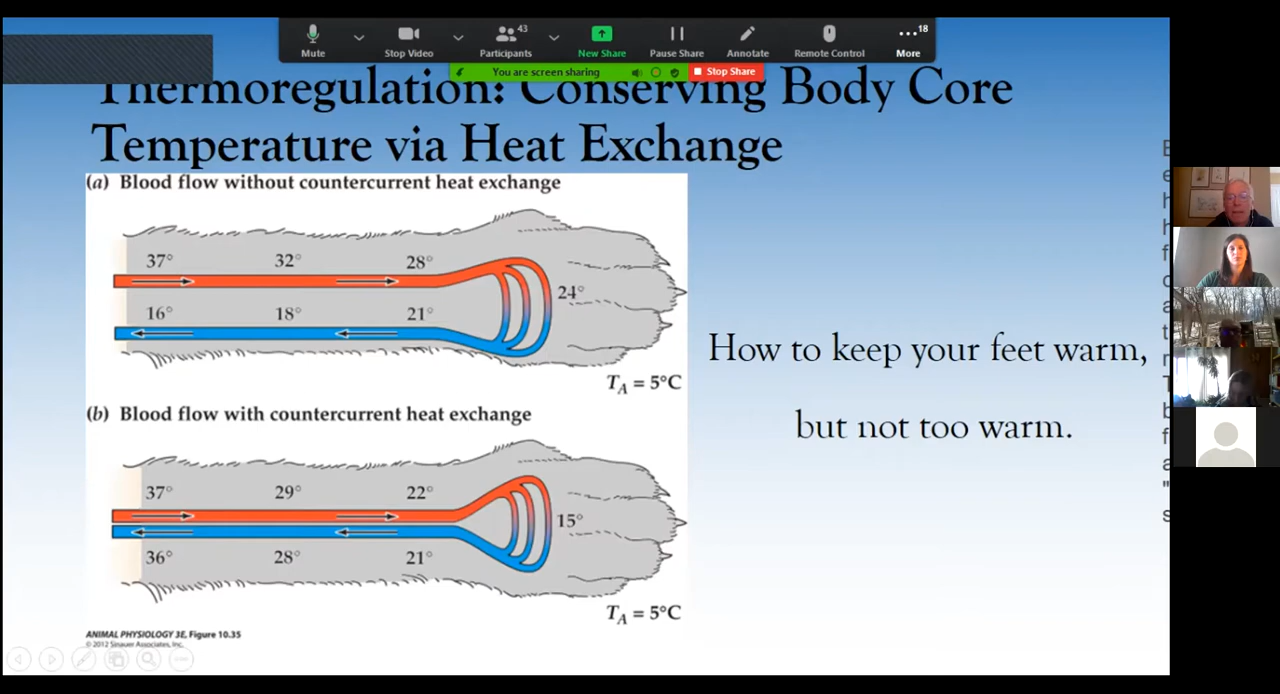 Mute
Stop Video
43
Participants
New Share
Pause Share
Annotate
Remote Control
18
More
You are screen sharing
Stop Share
Thermoregulation: Conserving Body Core
Temperature via Heat Exchange
(a) Blood flow without countercurrent heat exchange
37° 32° 28°
24°
16° 18° 21°
TA = 5°C
How to keep your feet warm,
but not too warm.
(b) Blood flow with countercurrent heat exchange
37° 29° 22°
15°
36° 28° 21°
TA = 5°C
ANIMAL PHYSIOLOGY 3E, Figure 10.35
© 2012 Sinauer Associates, Inc.